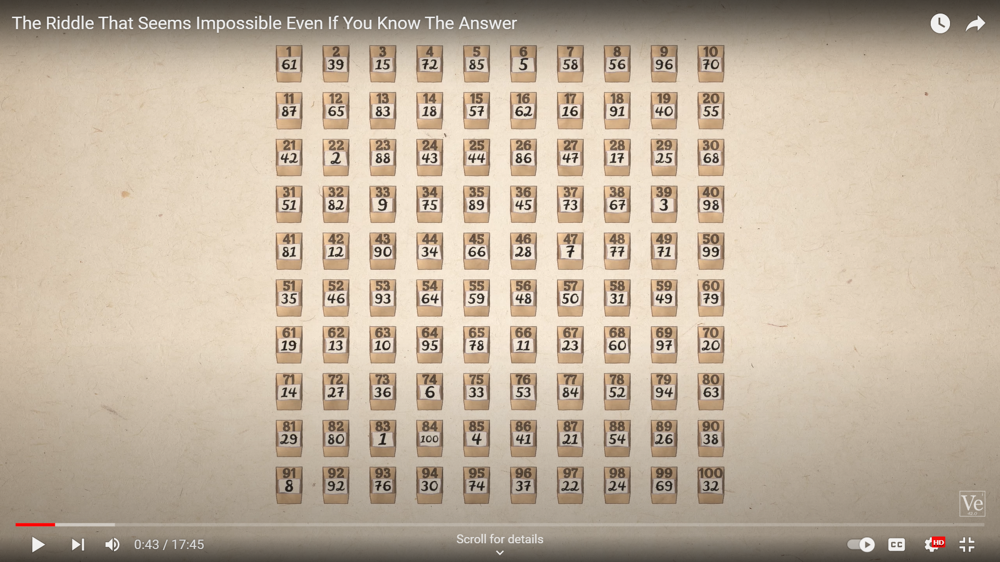 The Riddle That Seems Impossible Even If You Know The Answer
1 2 3 4 5 6 7 8 9 10
61 39 15 72 85 5 58 56 96 70
11 12 13 14 15 16 17 18 19 20
87 65 83 18 57 62 16 91 40 55
21 22 23 24 25 26 27 28 29 30
42 2 88 43 44 86 47 17 25 68
31 32 33 34 35 36 37 38 39 40
51 82 9 75 89 45 73 67 3 98
41 42 43 44 45 46 47 48 49 50
81 12 90 34 66 28 7 77 71 99
51 52 53 54 55 56 57 58 59 60
35 46 93 64 59 48 50 31 49 79
61 62 63 64 65 66 67 68 69 70
19 13 10 95 78 11 23 60 97 20
71 72 73 74 75 76 77 78 79 80
14 27 36 6 33 53 84 52 94 63
81 82 83 84 85 86 87 88 89 90
29 80 1 100 4 41 21 54 26 38
91 92 93 94 95 96 97 98 99 100
8 92 76 30 74 37 22 24 69 32
i
Ve
42.0
Scroll for details
0:43 / 17:45
CC
HD